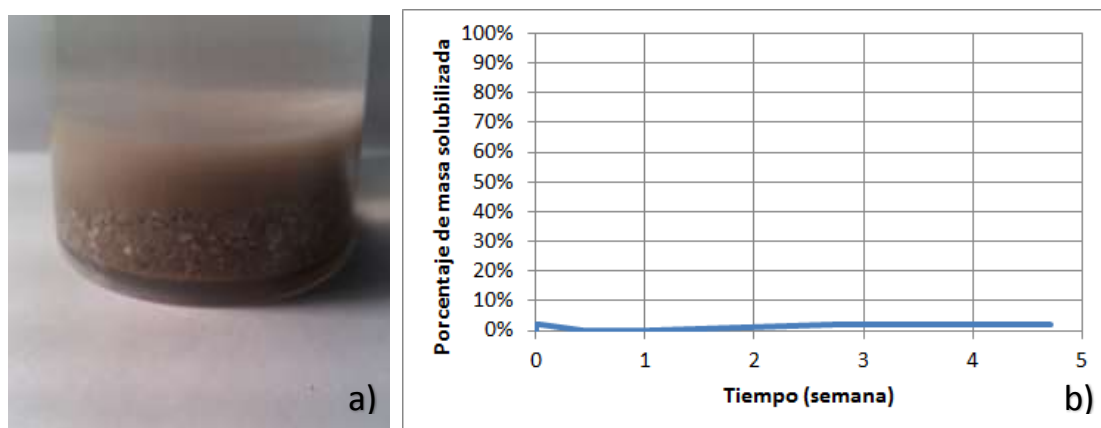 a)
Porcentaje de masa solubilizada
100%
90%
80%
70%
60%
50%
40%
30%
20%
10%
0%
0 1 2 3 4 5
Tiempo (semana)
b)